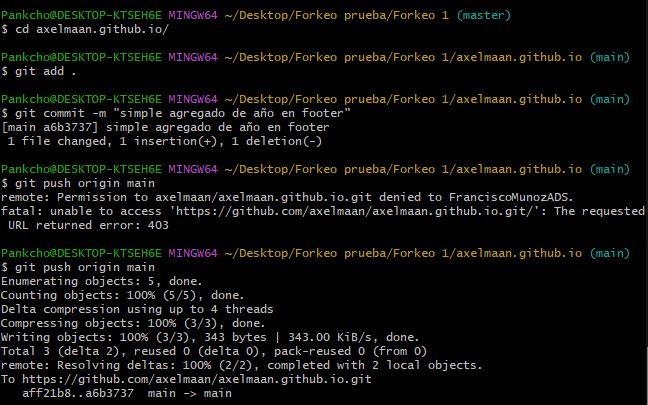 Pankcho@DESKTOP-KTSEH6E MINGW64 ~/Desktop/Forkeo prueba/Forkeo 1 (master)
$ cd axelmaan.github.io/
Pankcho@DESKTOP-KTSEH6E MINGW64 ~/Desktop/Forkeo prueba/Forkeo 1/axelmaan.github.io (main)
$ git add .
Pankcho@DESKTOP-KTSEH6E MINGW64 ~/Desktop/Forkeo prueba/Forkeo 1/axelmaan.github.io (main)
$ git commit -m "simple agregado de año en footer"
[main a6b3737] simple agregado de año en footer
 1 file changed, 1 insertion(+), 1 deletion(-)
Pankcho@DESKTOP-KTSEH6E MINGW64 ~/Desktop/Forkeo prueba/Forkeo 1/axelmaan.github.io (main)
$ git push origin main
remote: Permission to axelmaan/axelmaan.github.io.git denied to FranciscoMunozADS.
fatal: unable to access 'https://github.com/axelmaan/axelmaan.github.io.git/': The requested
 URL returned error: 403
Pankcho@DESKTOP-KTSEH6E MINGW64 ~/Desktop/Forkeo prueba/Forkeo 1/axelmaan.github.io (main)
$ git push origin main
Enumerating objects: 5, done.
Counting objects: 100% (5/5), done.
Delta compression using up to 4 threads
Compressing objects: 100% (3/3), done.
Writing objects: 100% (3/3), 343 bytes | 343.00 KiB/s, done.
Total 3 (delta 2), reused 0 (delta 0), pack-reused 0 (from 0)
remote: Resolving deltas: 100% (2/2), completed with 2 local objects.
To https://github.com/axelmaan/axelmaan.github.io.git
   aff21b8..a6b3737  main -> main